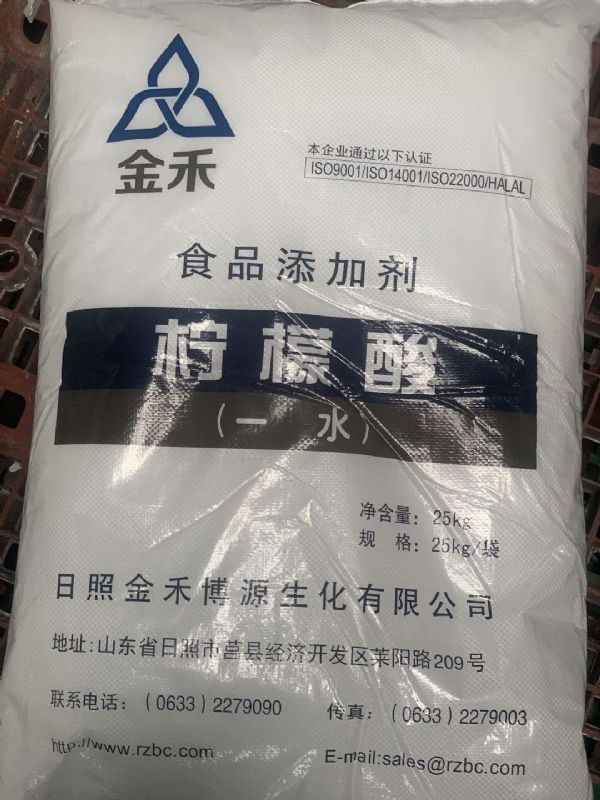 金禾
本企业通过以下认证
ISO9001/ISO14001/ISO22000/HALAL
食品添加剂
柠檬酸
(一 水)
净含量: 25kg
规 格: 25kg/袋
日照金禾博源生化有限公司
地址:山东省日照市莒县经济开发区莱阳路209号
联系电话: (0633)2279090 传真: (0633)2279003
http://www.rzbc.com E-mail:sales@rzbc.com